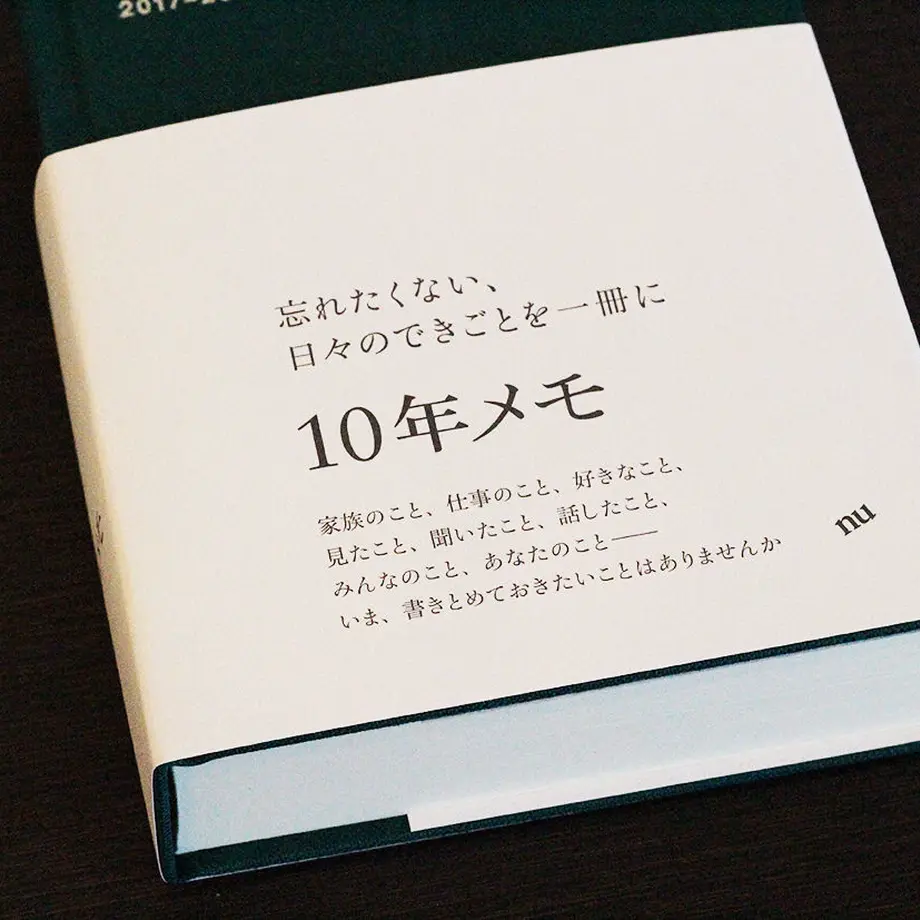 忘れたくない、
日々のできごとを一冊に
10年メモ
家族のこと、仕事のこと、好きなこと、
見たこと、聞いたこと、話したこと、
みんなのこと、あなたのこと──
いま、書きとめておきたいことはありませんか
nu